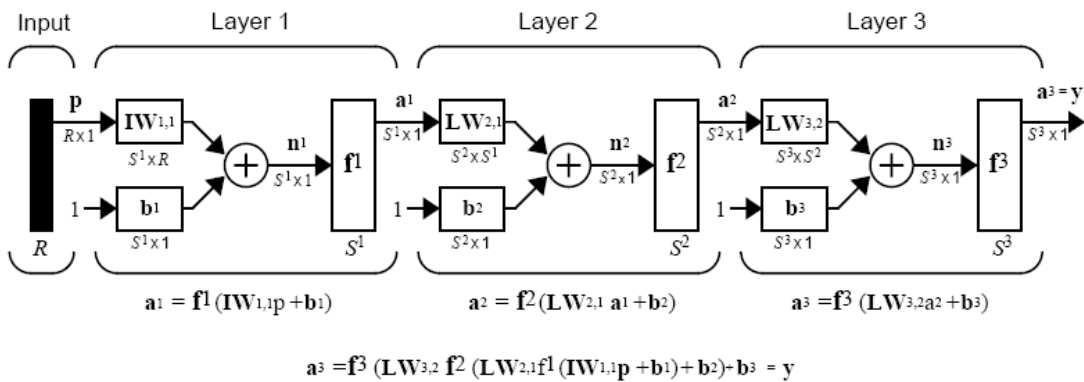 Input Layer 1 Layer 2 Layer 3
p a¹ a² a³ = y
IW1,1 LW2,1 LW3,2
R x 1 S¹ x 1 S² x 1 S³ x 1
S¹ x R n¹ S² x S¹ n² S³ x S² n³
f1 f2 f3
S¹ x 1 S² x 1 S³ x 1
1 b1 1 b2 1 b3
S¹ x 1 S² x 1 S³ x 1
R S¹ S² S³
a1 = f1 (IW1,1p +b1) a2 = f2 (LW2,1 a1 +b2) a3 =f3 (LW3,2a2 +b3)
a3 =f3 (LW3,2 f2 (LW2,1f1 (IW1,1p + b1)+ b2)+b3 = y